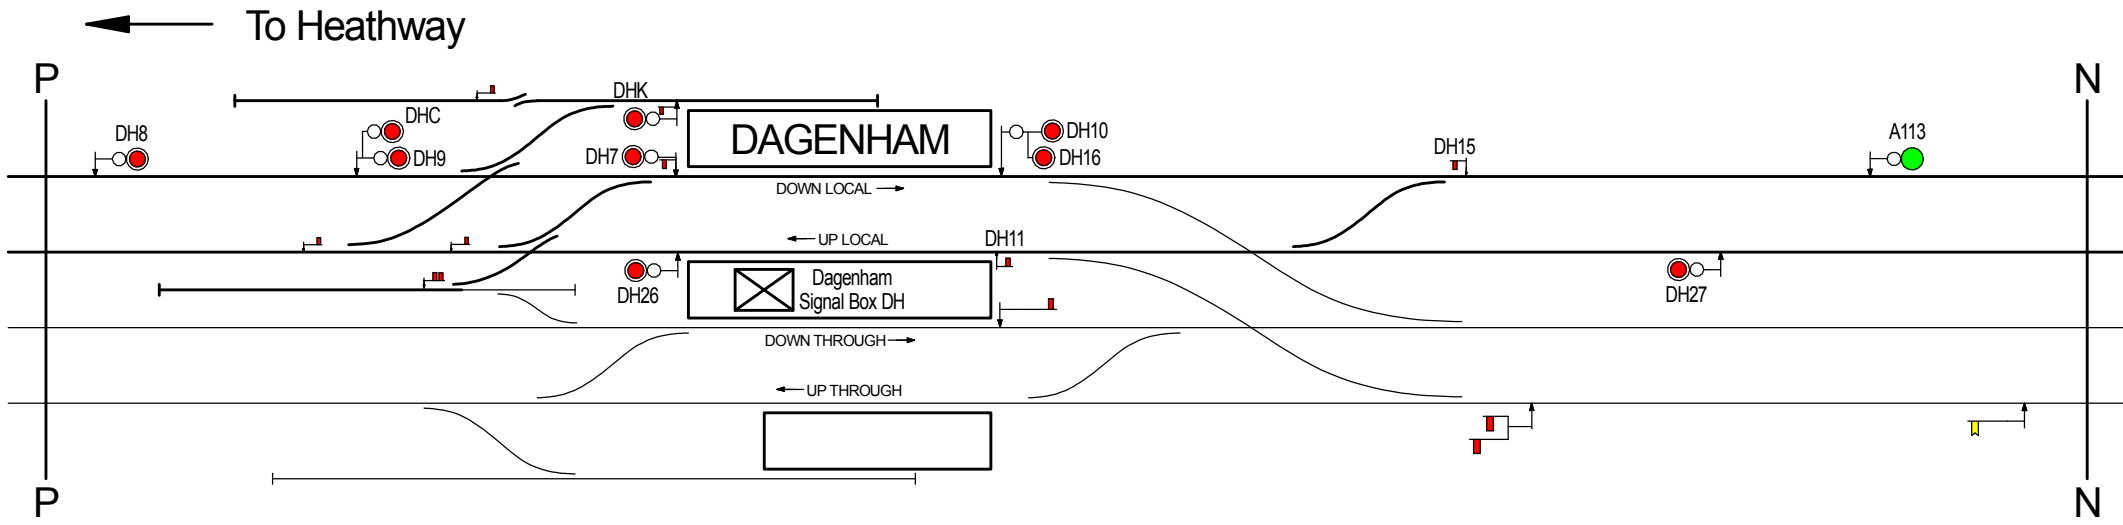 To Heathway
P
N
DHK
DHC
DH8
DH9
DH7
DAGENHAM
DH10
DH16
DH15
A113
DOWN LOCAL
UP LOCAL
DH11
DH26
Dagenham
Signal Box DH
DH27
DOWN THROUGH
UP THROUGH
P
N